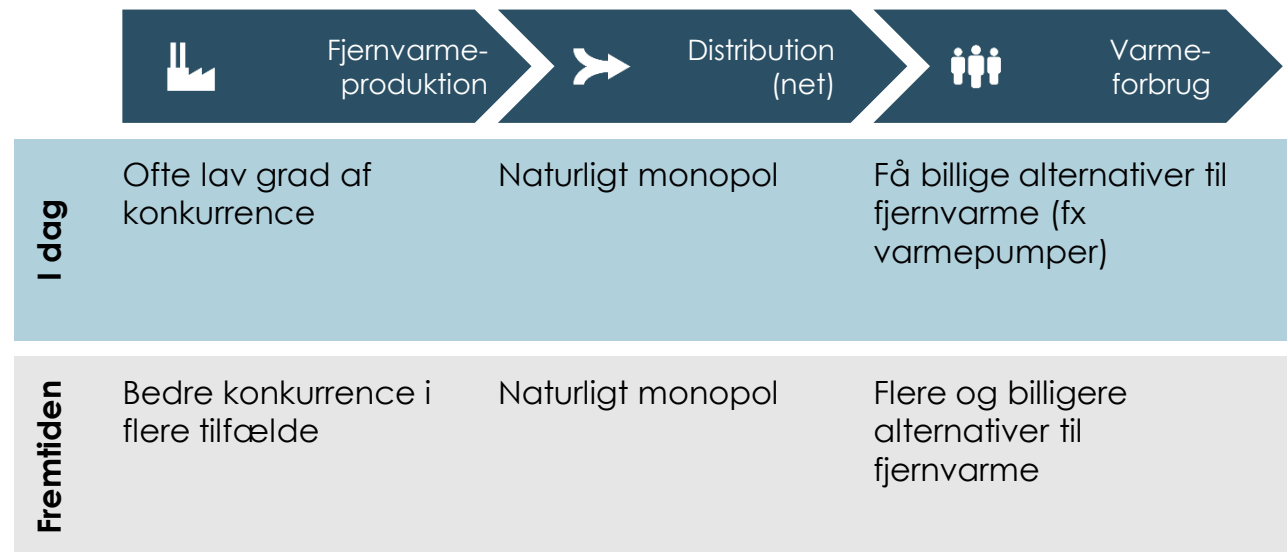 Fjernvarme-
produktion
Distribution
(net)
Varme-
forbrug
I dag
Ofte lav grad af
konkurrence
Naturligt monopol
Få billige alternativer til
fjernvarme (fx
varmepumper)
Fremtiden
Bedre konkurrence i
flere tilfælde
Naturligt monopol
Flere og billigere
alternativer til
fjernvarme